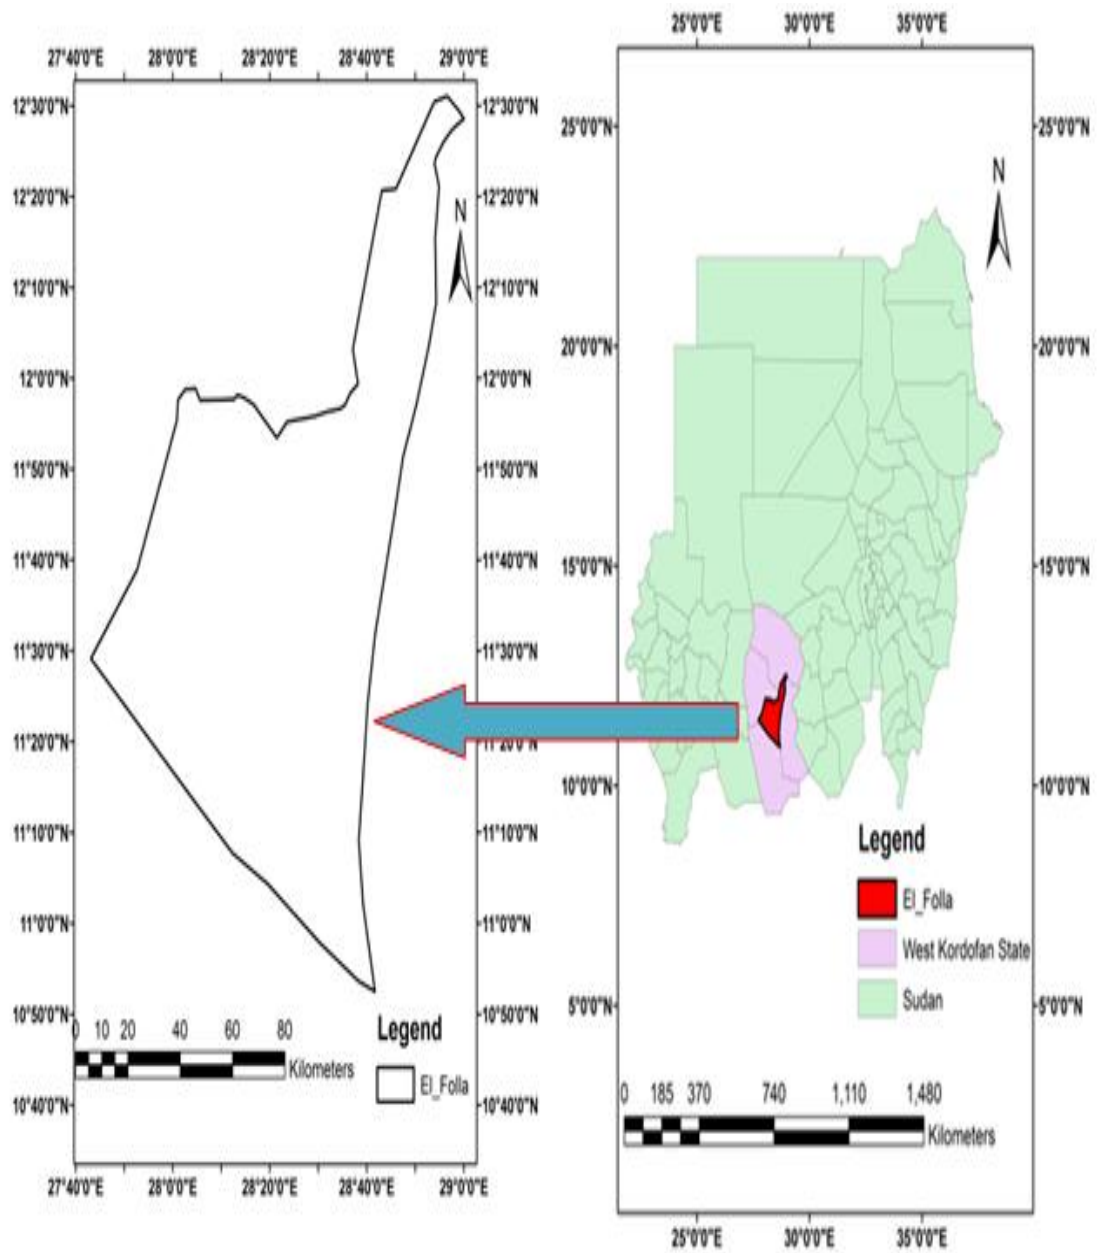 27°40'0"E 28°0'0"E 28°20'0"E 28°40'0"E 29°0'0"E
12°30'0"N 12°30'0"N
12°20'0"N 12°20'0"N
N
12°10'0"N 12°10'0"N
12°0'0"N 12°0'0"N
11°50'0"N 11°50'0"N
11°40'0"N 11°40'0"N
11°30'0"N 11°30'0"N
11°20'0"N 11°20'0"N
11°10'0"N 11°10'0"N
11°0'0"N 11°0'0"N
10°50'0"N 10°50'0"N
0 10 20 40 60 80
Kilometers
Legend
El_Folla
10°40'0"N 10°40'0"N
27°40'0"E 28°0'0"E 28°20'0"E 28°40'0"E 29°0'0"E
25°0'0"E 30°0'0"E 35°0'0"E
25°0'0"N 25°0'0"N
N
20°0'0"N 20°0'0"N
15°0'0"N 15°0'0"N
10°0'0"N 10°0'0"N
Legend
El_Folla
West Kordofan State
Sudan
5°0'0"N 5°0'0"N
0 185 370 740 1,110 1,480
Kilometers
25°0'0"E 30°0'0"E 35°0'0"E